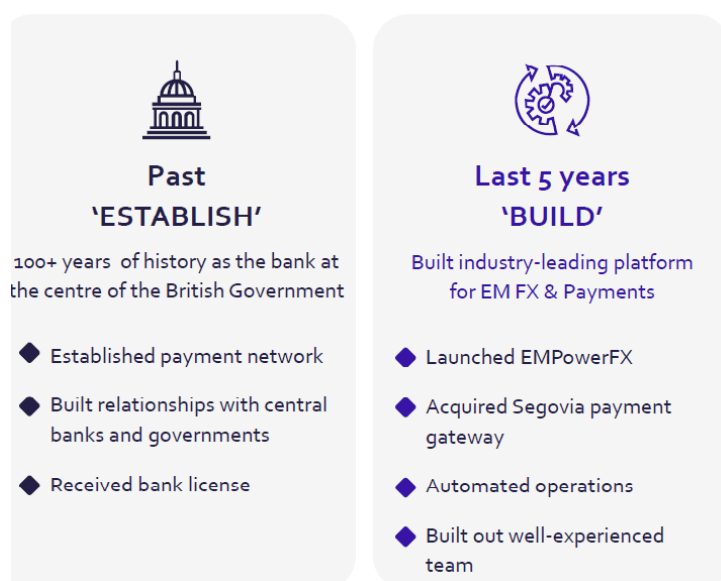 Past
‘ESTABLISH’
100+ years of history as the bank at
the centre of the British Government
Established payment network
Built relationships with central
banks and governments
Received bank license
Last 5 years
‘BUILD’
Built industry-leading platform
for EM FX & Payments
Launched EMPowerFX
Acquired Segovia payment
gateway
Automated operations
Built out well-experienced
team